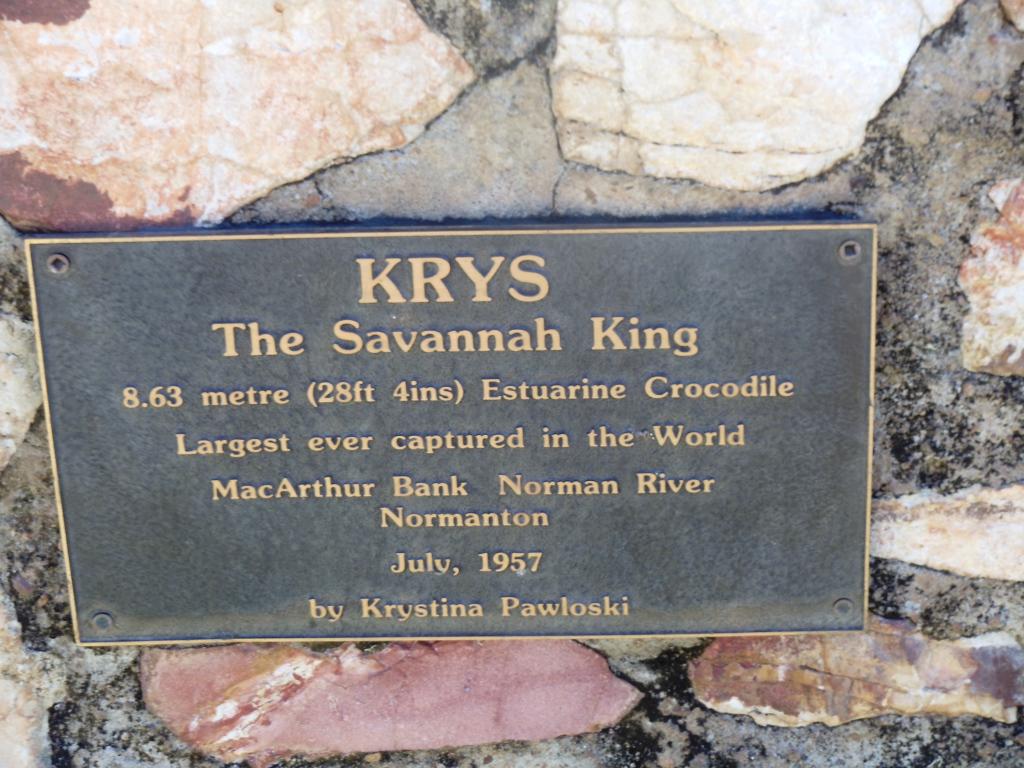 KRYS
The Savannah King
8.63 metre (28ft 4ins) Estuarine Crocodile
Largest ever captured in the World
MacArthur Bank Norman River
Normanton
July, 1957
by Krystina Pawloski